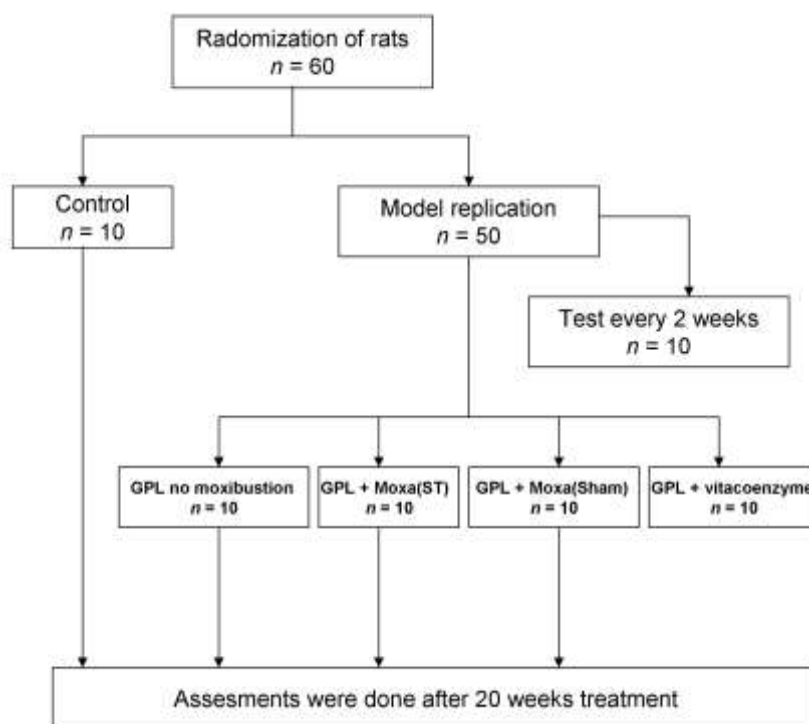 Radomization of rats
n = 60
Control
n = 10
Model replication
n = 50
Test every 2 weeks
n = 10
GPL no moxibustion
n = 10
GPL + Moxa(ST)
n = 10
GPL + Moxa(Sham)
n = 10
GPL + vitacoenzyme
n = 10
Assesments were done after 20 weeks treatment